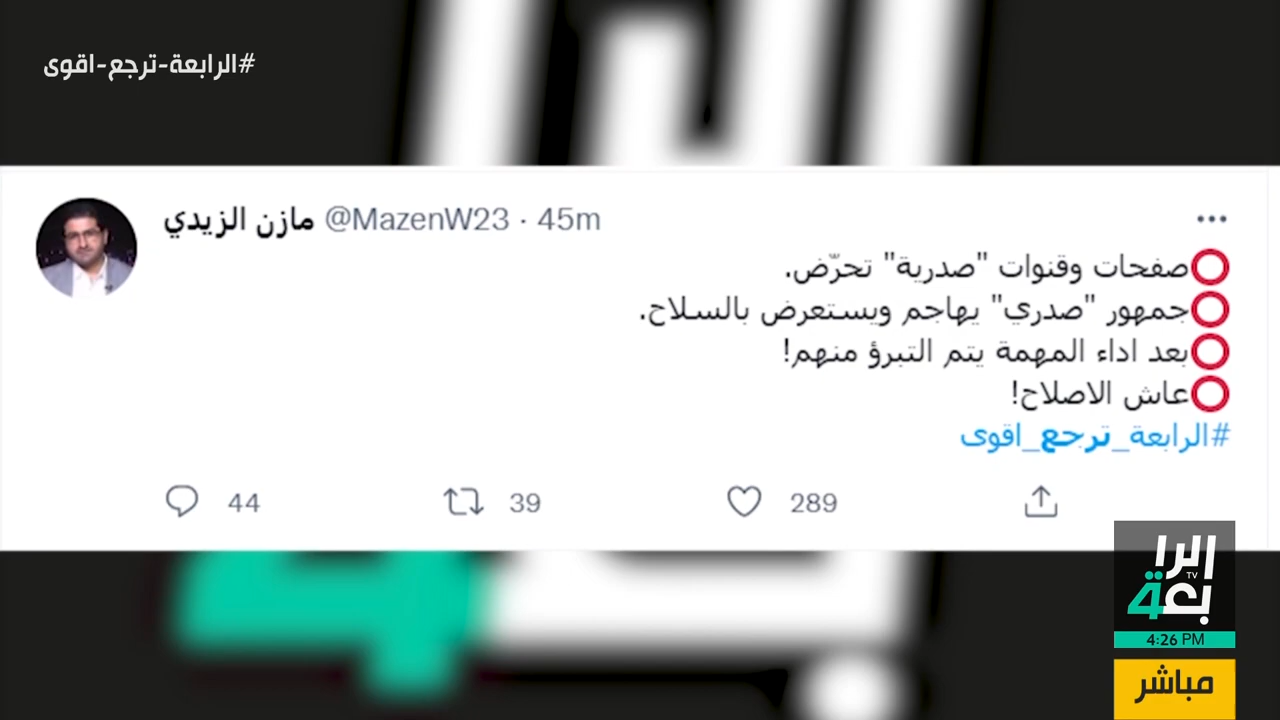 #الرابعة-ترجع-اقوى
مازن الزيدي @MazenW23 · 45m
⭕صفحات وقنوات "صدرية" تحرّض.
⭕جمهور "صدري" يهاجم ويستعرض بالسلاح.
⭕بعد اداء المهمة يتم التبرؤ منهم!
⭕عاش الاصلاح!
#الرابعة_ترجع_اقوى
44 39 289
الرابعة TV
4:26 PM
مباشر